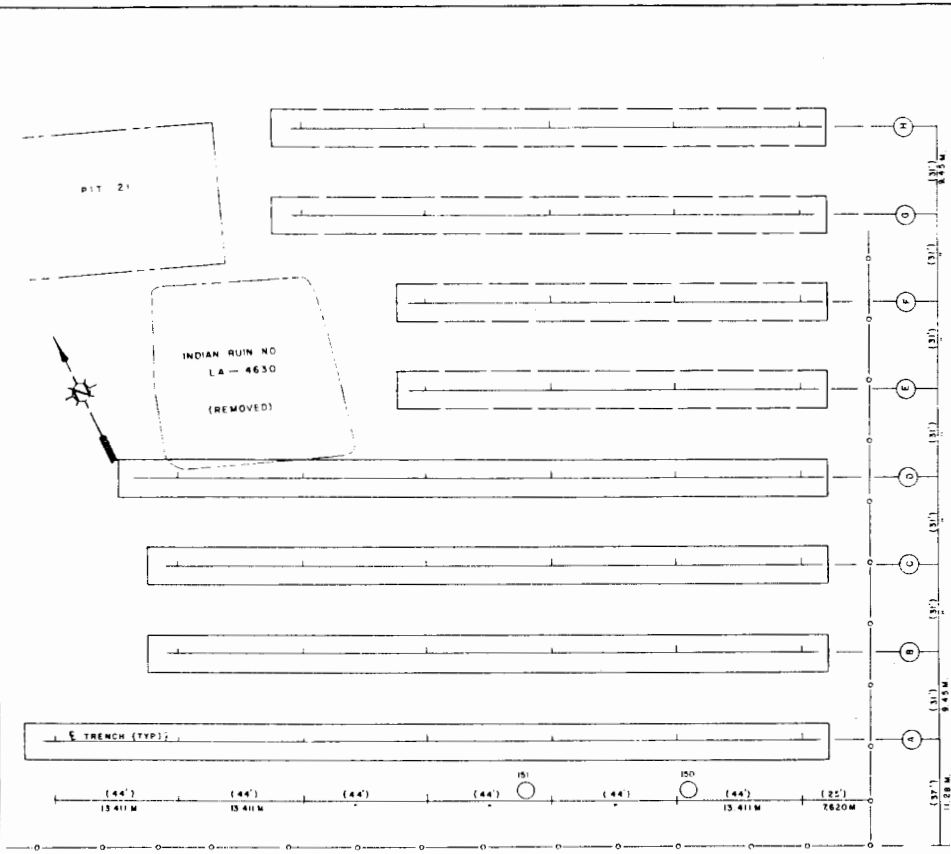 H
(31')
9.45 M.
PIT 21
G
(31')
"
F
(31')
"
INDIAN RUIN NO
LA - 4630
(REMOVED)
N
E
(31')
"
D
(31')
"
C
(31')
"
B
(31')
9.45 M.
℄ TRENCH (TYP)
A
(37')
11.28 M.
151
150
(44') (44') (44') (44') (44') (44') (25')
13.411 M 13.411 M " " " 13.411 M 7.620 M